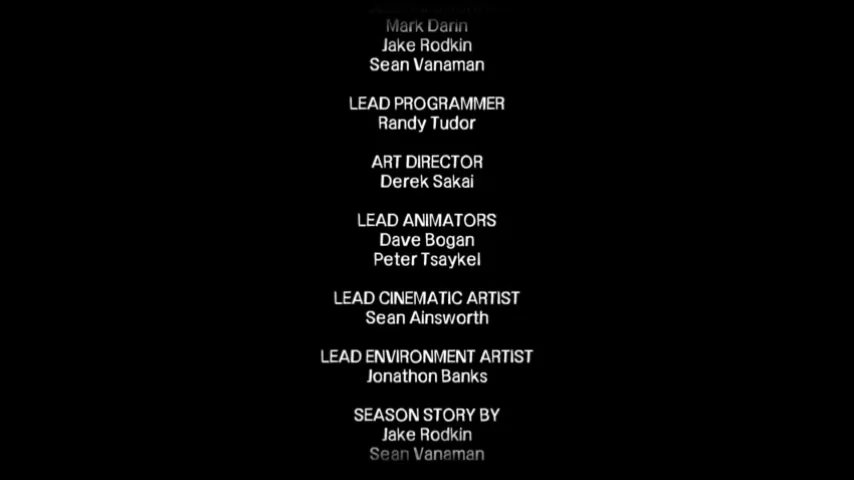 Mark Darin
Jake Rodkin
Sean Vanaman
LEAD PROGRAMMER
Randy Tudor
ART DIRECTOR
Derek Sakai
LEAD ANIMATORS
Dave Bogan
Peter Tsaykel
LEAD CINEMATIC ARTIST
Sean Ainsworth
LEAD ENVIRONMENT ARTIST
Jonathon Banks
SEASON STORY BY
Jake Rodkin
Sean Vanaman